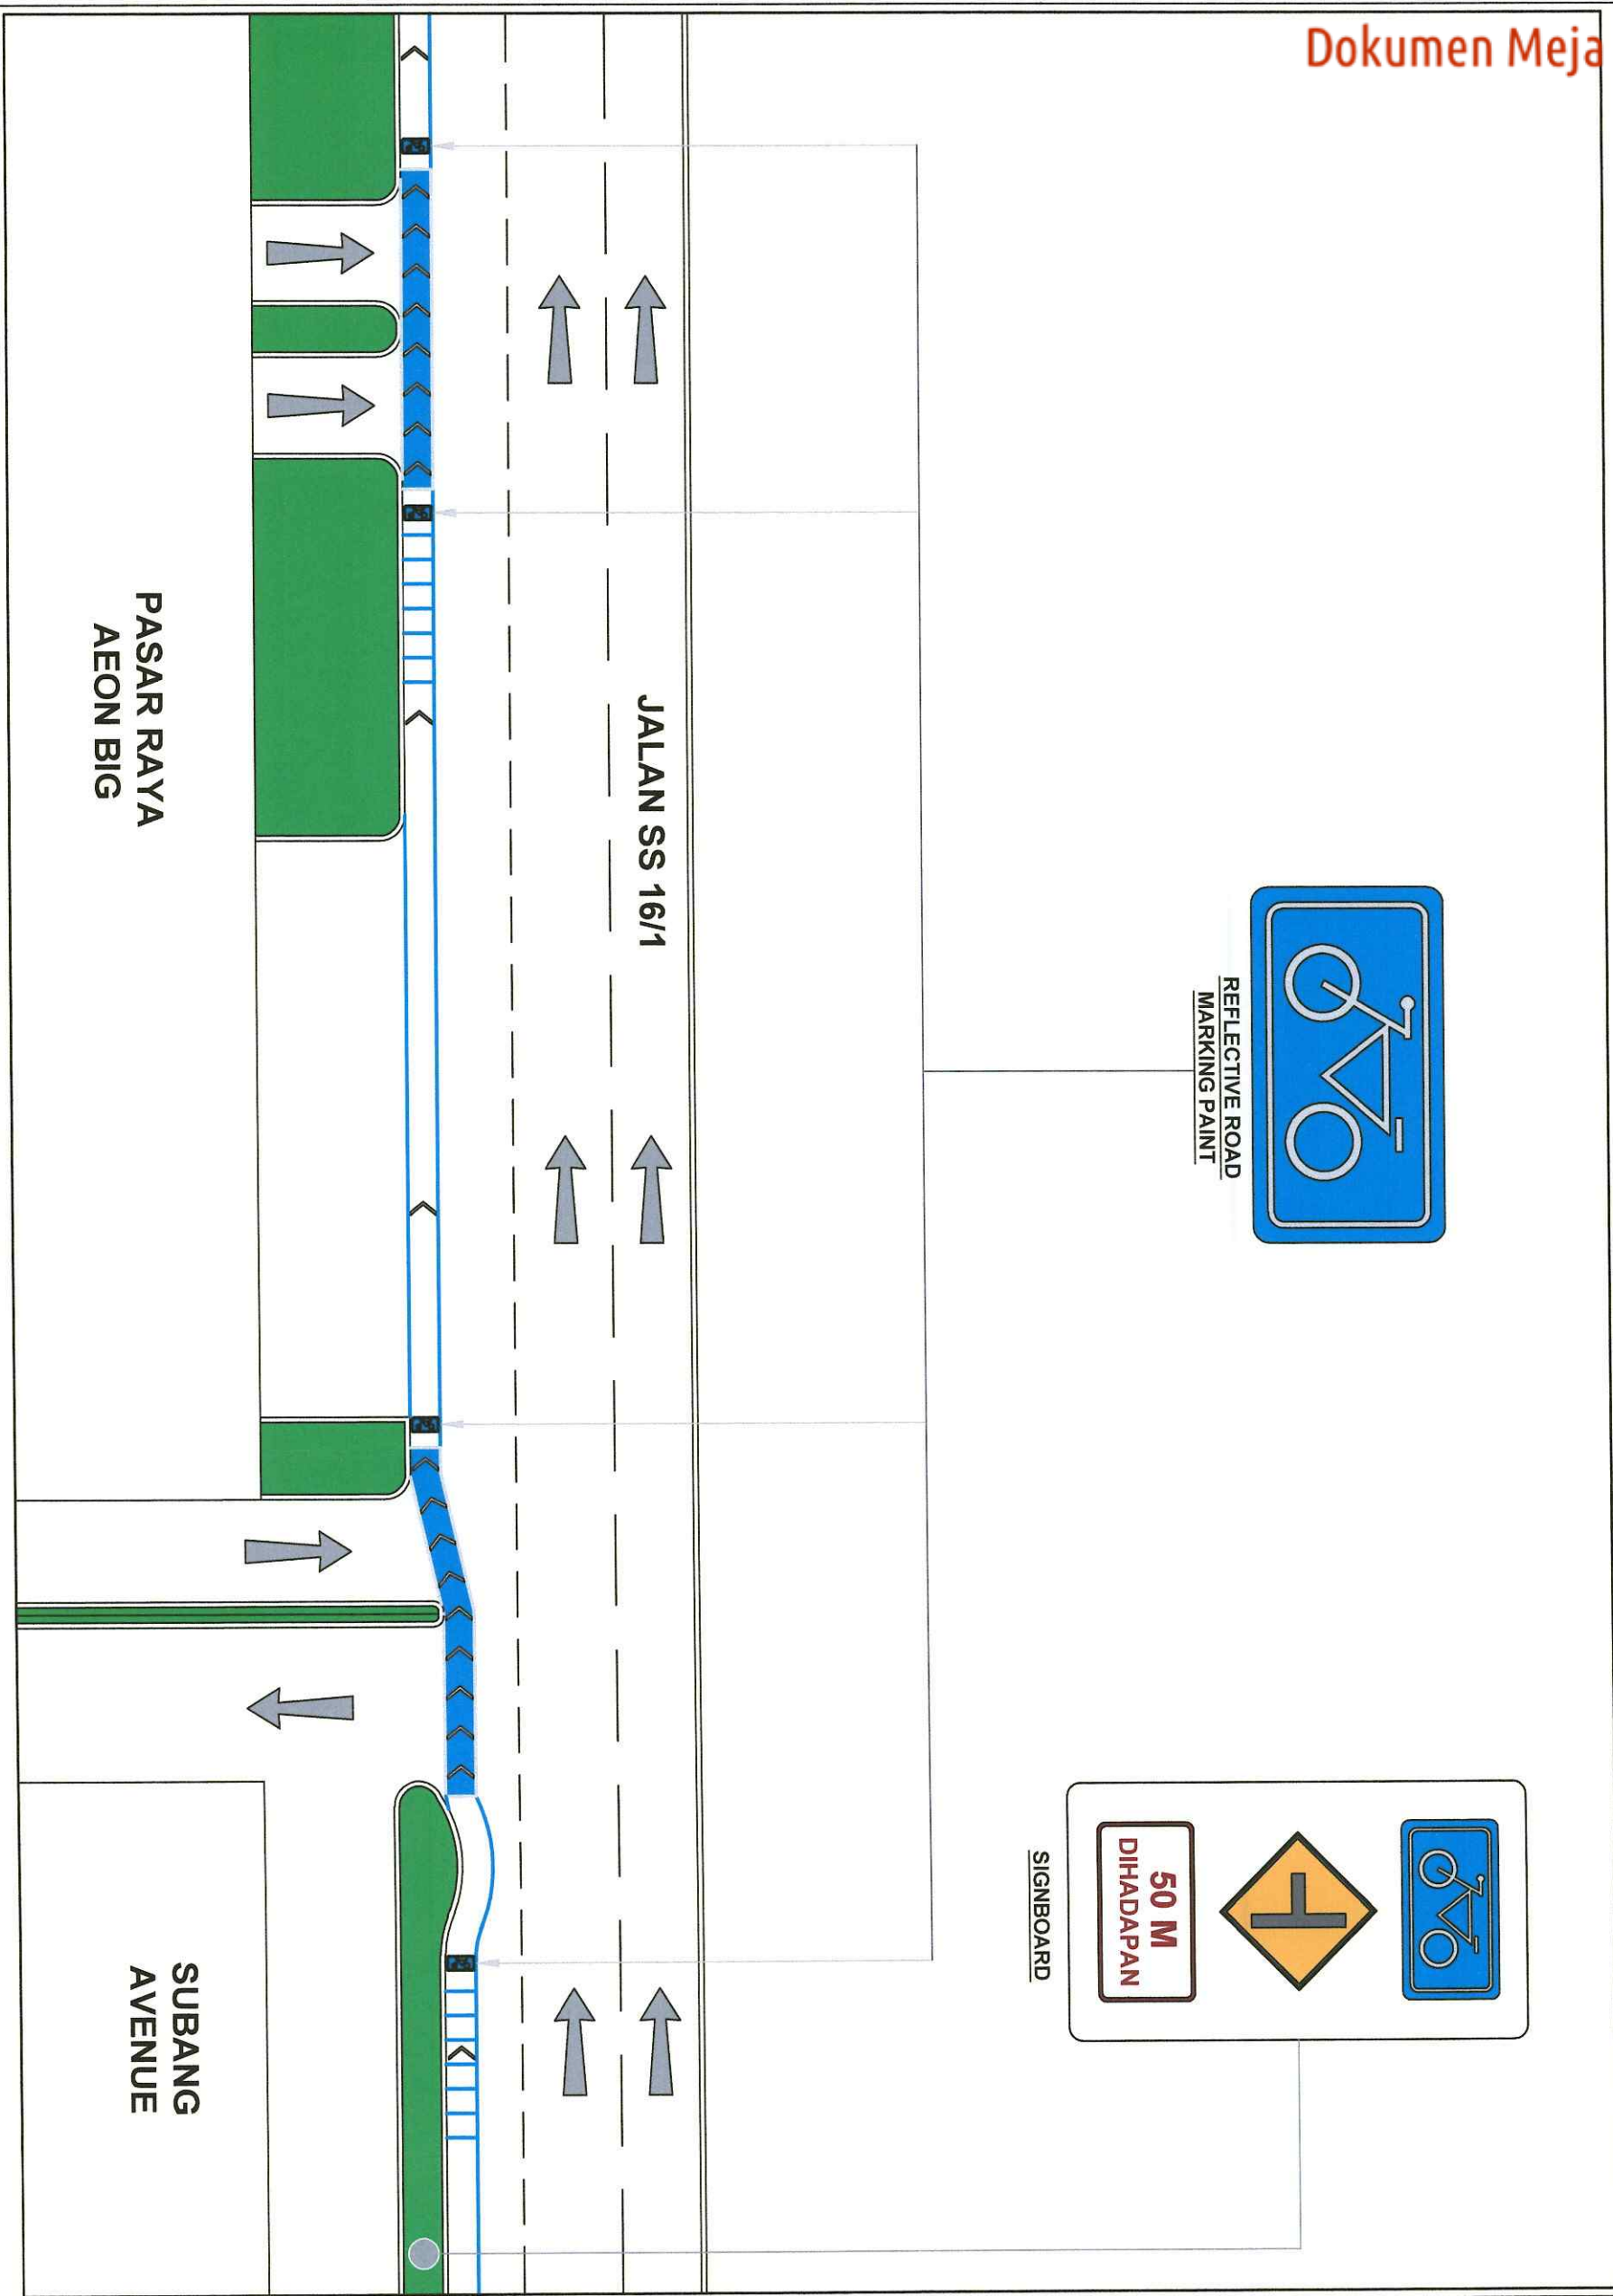 Dokumen Meja
REFLECTIVE ROAD
MARKING PAINT
50 M
DIHADAPAN
SIGNBOARD
JALAN SS 16/1
PASAR RAYA
AEON BIG
SUBANG
AVENUE